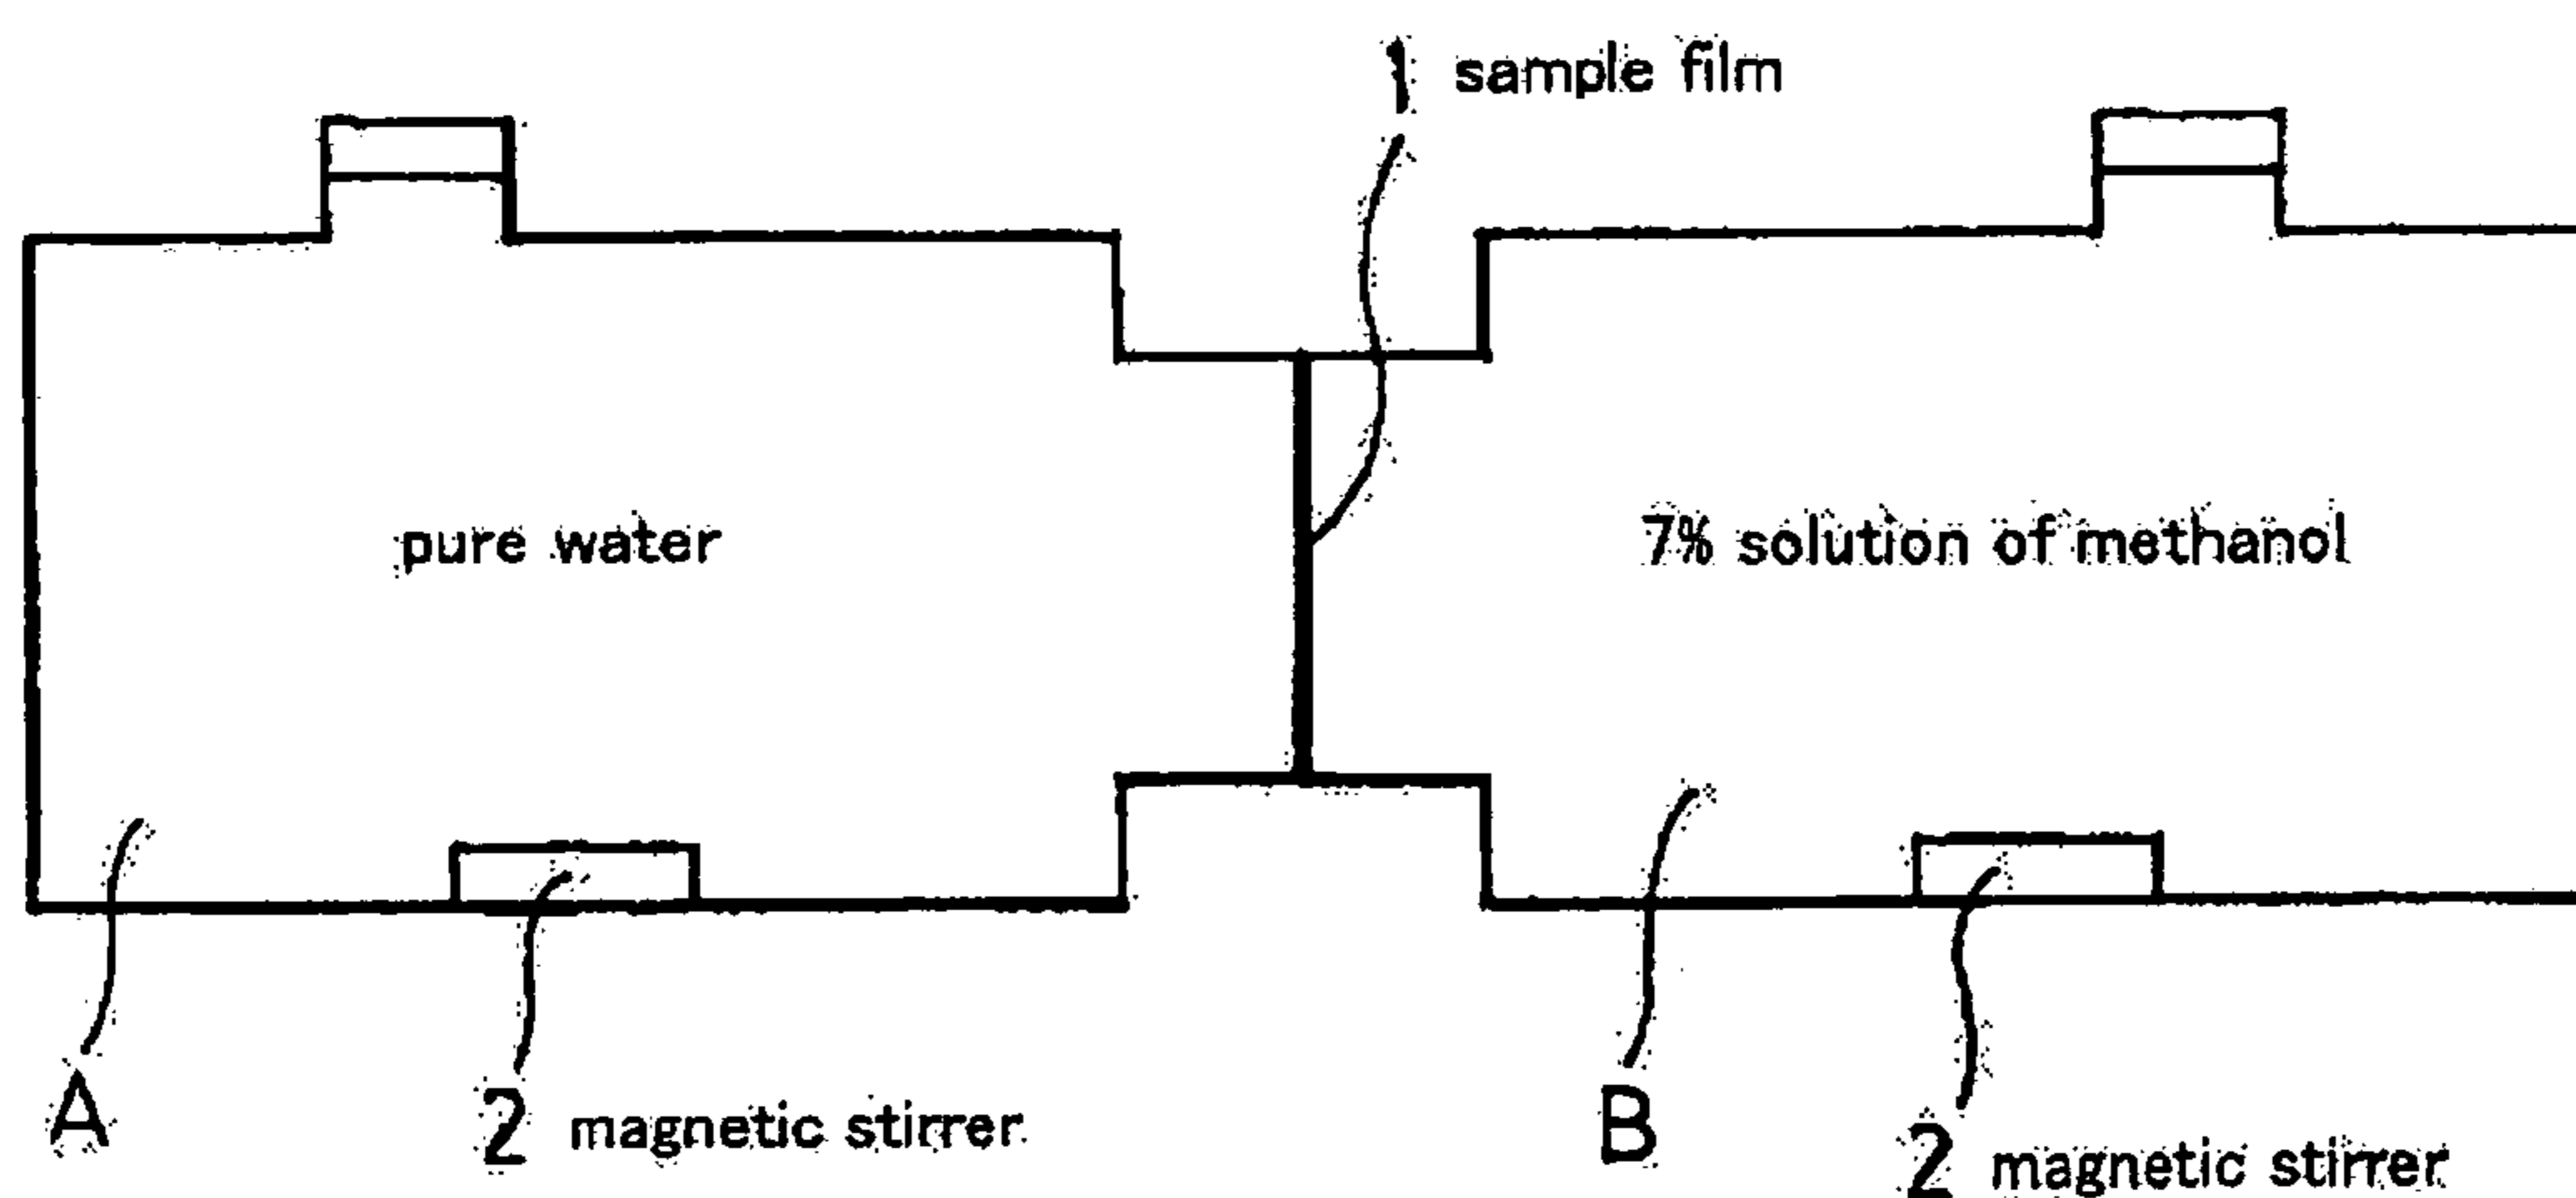 1 sample film
pure water
7% solution of methanol
A
B
2 magnetic stirrer
2 magnetic stirrer